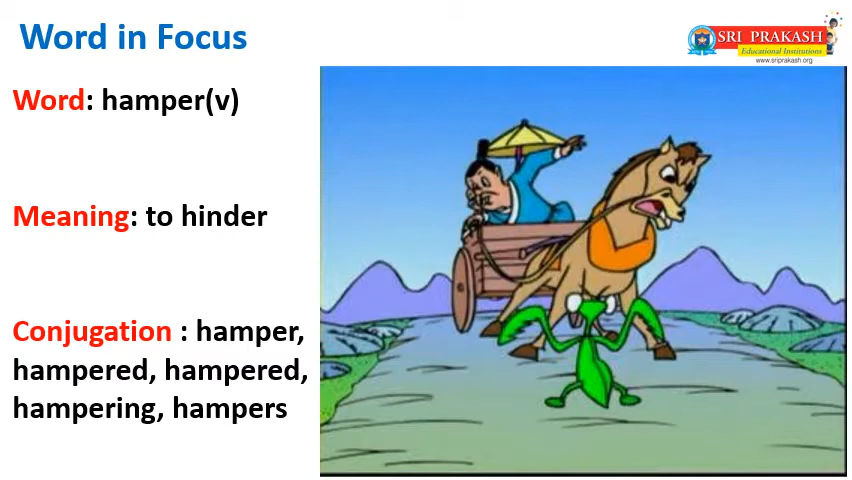 Word in Focus
SRI PRAKASH
Educational Institutions
www.sriprakash.org
Word: hamper(v)
Meaning: to hinder
Conjugation : hamper,
hampered, hampered,
hampering, hampers